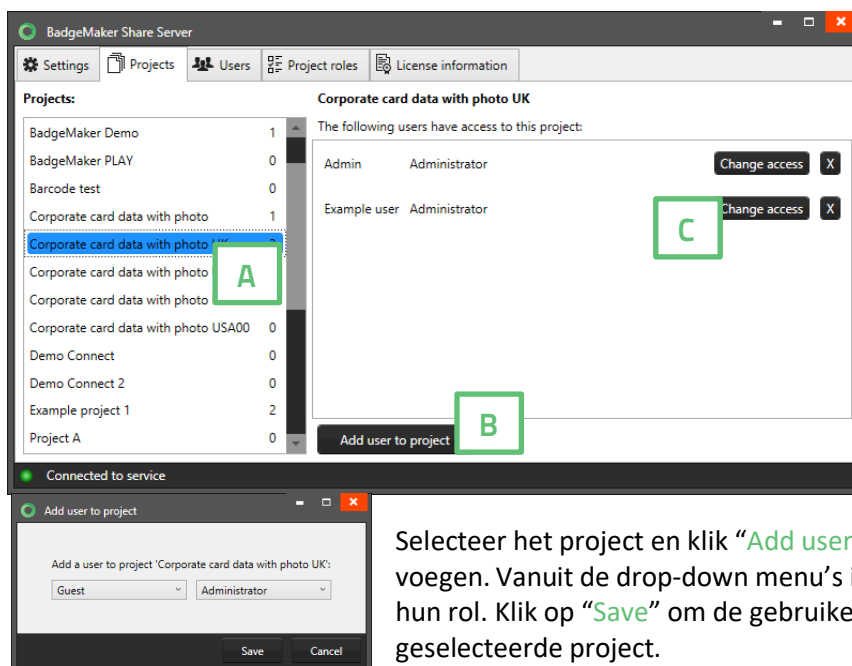 BadgeMaker Share Server
Settings Projects Users Project roles License information
Projects:
BadgeMaker Demo 1
BadgeMaker PLAY 0
Barcode test 0
Corporate card data with photo 1
Corporate card data with photo
Corporate card data with photo
Corporate card data with photo
Corporate card data with photo USA00 0
Demo Connect 0
Demo Connect 2 0
Example project 1 2
Project A 0
A
Corporate card data with photo UK
The following users have access to this project:
Admin Administrator Change access X
Example user Administrator Change access X
C
Add user to project
B
Connected to service
Add user to project
Add a user to project 'Corporate card data with photo UK':
Guest Administrator
Save Cancel
Selecteer het project en klik “Add user
voegen. Vanuit de drop-down menu’s
hun rol. Klik op “Save” om de gebruike
geselecteerde project.